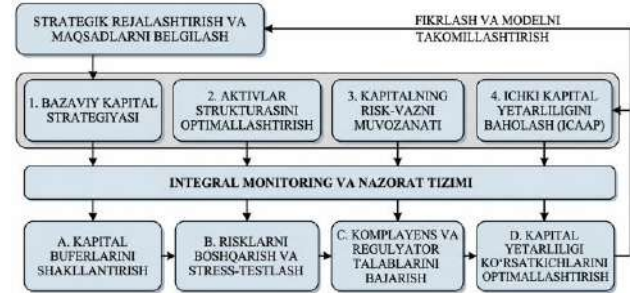 STRATEGIK REJALASHTIRISH VA
MAQSADLARNI BELGILASH
FIKRLASH VA MODELNI
TAKOMILLASHTIRISH
1. BAZAVIY KAPITAL
STRATEGIYASI
2. AKTIVLAR
STRUKTURASINI
OPTIMALLASHTIRISH
3. KAPITALNING
RISK-VAZNI
MUVOZANATI
4. ICHKI KAPITAL
YETARLILIGINI
BAHOLASH (ICAAP)
INTEGRAL MONITORING VA NAZORAT TIZIMI
A. KAPITAL
BUFERLARINI
SHAKLLANTIRISH
B. RISKLARNI
BOSHQARISH VA
STRESS-TESTLASH
C. KOMPLAYENS VA
REGULYATOR
TALABLARINI
BAJARISH
D. KAPITAL
YETARLILIGI
KO'RSATKICHLARINI
OPTIMALLASHTIRISH